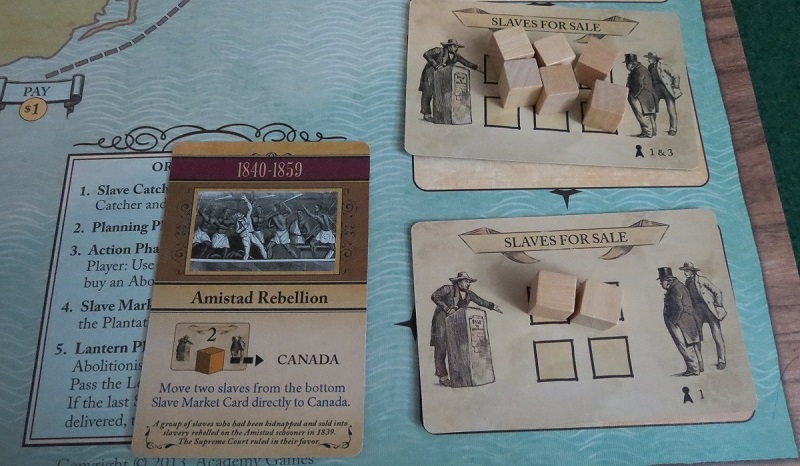 PAY
$1
OR
1. Slave Catch
Catcher and
2. Planning P
3. Action Pha
Player: Use
buy an Abo
4. Slave Mark
the Plantat
5. Lantern Pl
Abolitionis
Pass the L
If the last S
delivered, t
Copyright © 2013 Academy Games
1840-1859
Amistad Rebellion
2
CANADA
Move two slaves from the bottom
Slave Market Card directly to Canada.
A group of slaves who had been kidnapped and sold into
slavery rebelled on the Amistad schooner in 1839.
The Supreme Court ruled in their favor.
SLAVES FOR SALE
1 & 3
SLAVES FOR SALE
1